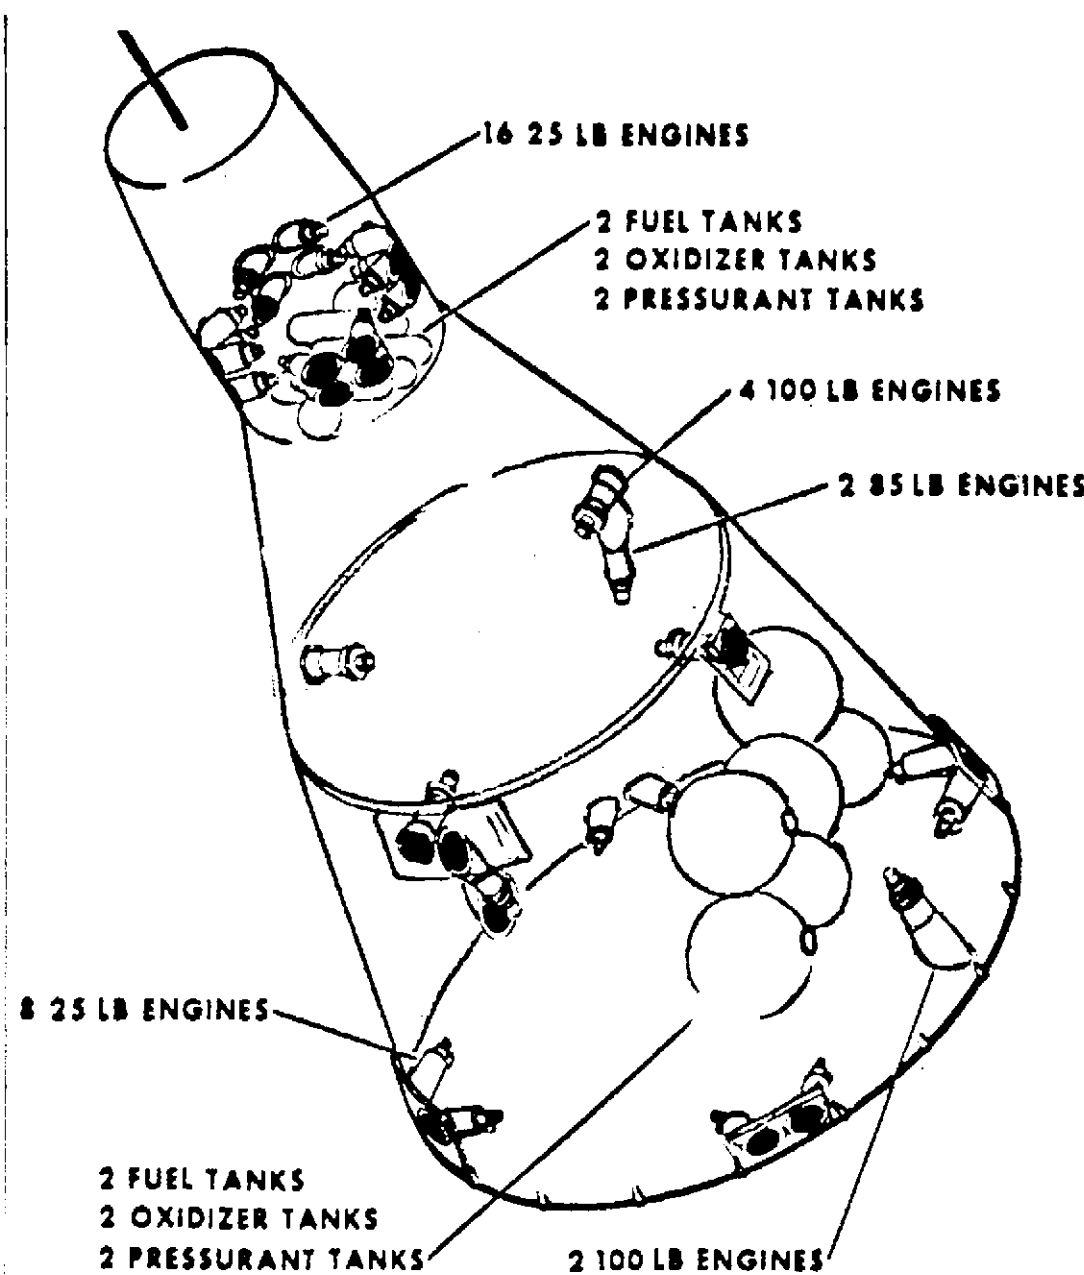 16 25 LB ENGINES
2 FUEL TANKS
2 OXIDIZER TANKS
2 PRESSURANT TANKS
4 100 LB ENGINES
2 85 LB ENGINES
8 25 LB ENGINES
2 FUEL TANKS
2 OXIDIZER TANKS
2 PRESSURANT TANKS
2 100 LB ENGINES